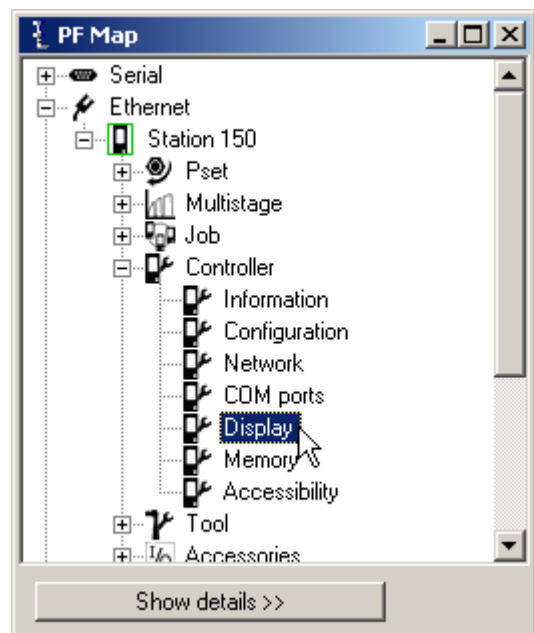 PF Map
Serial
Ethernet
Station 150
Pset
Multistage
Job
Controller
Information
Configuration
Network
COM ports
Display
Memory
Accessibility
Tool
I/o Accessories
Show details >>